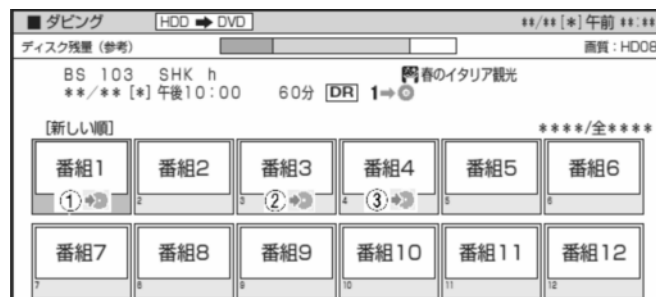 ■ ダビング HDD ➡ DVD **/** [*] 午前 **:**
ディスク残量（参考） 画質：HD08
BS 103 SHK h 春のイタリア観光
**/** [*] 午後10：00 60分 DR 1➡
[新しい順] ****/全****
番組1 番組2 番組3 番組4 番組5 番組6
① 2 3 ② 4 ③ 5 6
番組7 番組8 番組9 番組10 番組11 番組12
7 8 9 10 11 12